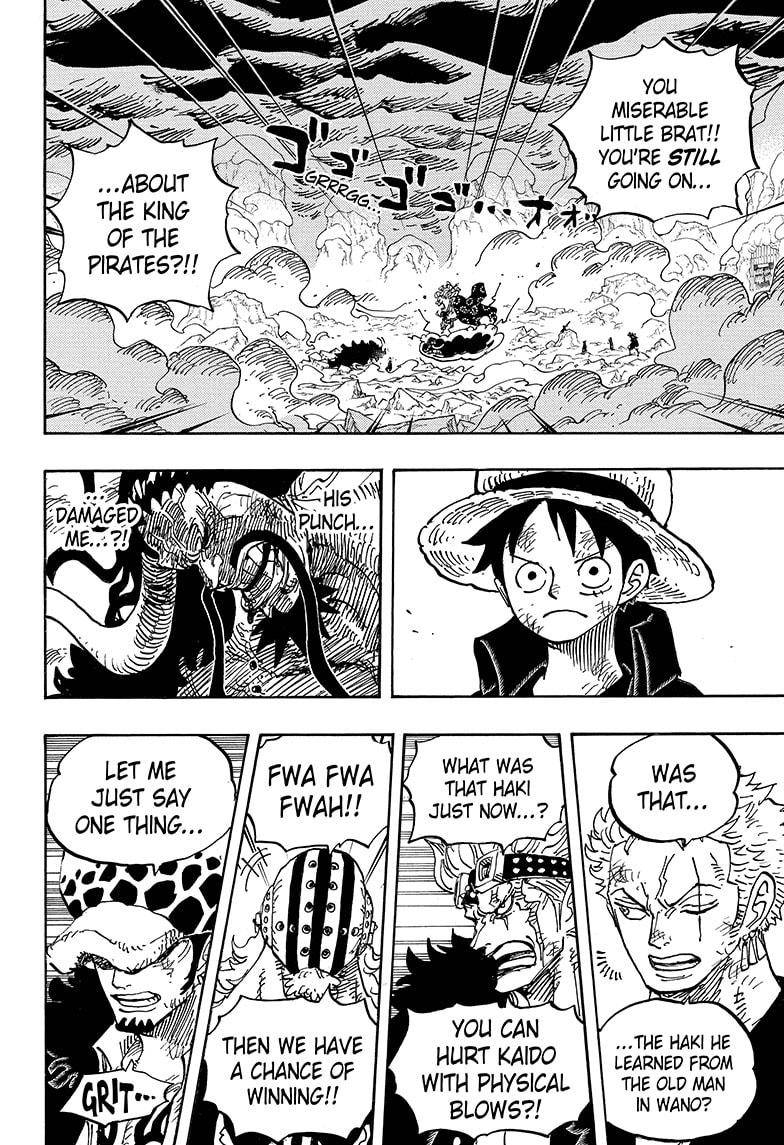 YOU
MISERABLE
LITTLE BRAT!!
YOU'RE STILL
GOING ON...
ゴゴゴゴ...オオオ...
GRRRGG...
...ABOUT
THE KING
OF THE
PIRATES?!!
HIS
PUNCH...
...
DAMAGED
ME...?!
WAS
THAT...
...THE HAKI HE
LEARNED FROM
THE OLD MAN
IN WANO?
WHAT WAS
THAT HAKI
JUST NOW...?
YOU CAN
HURT KAIDO
WITH PHYSICAL
BLOWS?!
FWA FWA
FWAH!!
THEN WE HAVE
A CHANCE OF
WINNING!!
LET ME
JUST SAY
ONE THING...
GRIT...